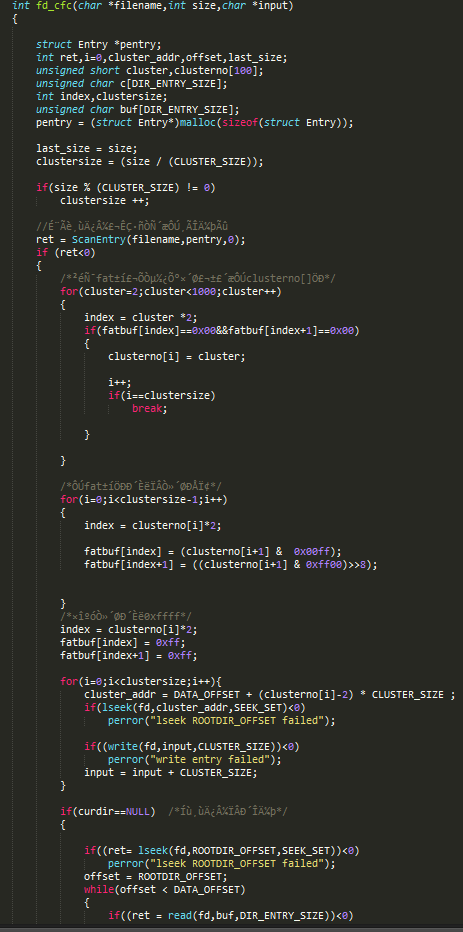 int fd_cfc(char *filename,int size,char *input)
{
struct Entry *pentry;
int ret,i=0,cluster_addr,offset,last_size;
unsigned short cluster,clusterno[100];
unsigned char c[DIR_ENTRY_SIZE];
int index,clustersize;
unsigned char buf[DIR_ENTRY_SIZE];
pentry = (struct Entry*)malloc(sizeof(struct Entry));
last_size = size;
clustersize = (size / (CLUSTER_SIZE));
if(size % (CLUSTER_SIZE) != 0)
clustersize ++;
ret = ScanEntry(filename,pentry,0);
if (ret<0)
{
for(cluster=2;cluster<1000;cluster++)
{
index = cluster *2;
if(fatbuf[index]==0x00&&fatbuf[index+1]==0x00)
{
clusterno[i] = cluster;
i++;
if(i==clustersize)
break;
}
}
for(i=0;i<clustersize-1;i++)
{
index = clusterno[i]*2;
fatbuf[index] = (clusterno[i+1] & 0x00ff);
fatbuf[index+1] = ((clusterno[i+1] & 0xff00)>>8);
}
index = clusterno[i]*2;
fatbuf[index] = 0xff;
fatbuf[index+1] = 0xff;
for(i=0;i<clustersize;i++){
cluster_addr = DATA_OFFSET + (clusterno[i]-2) * CLUSTER_SIZE ;
if(lseek(fd,cluster_addr,SEEK_SET)<0)
perror("lseek ROOTDIR_OFFSET failed");
if((write(fd,input,CLUSTER_SIZE))<0)
perror("write entry failed");
input = input + CLUSTER_SIZE;
}
if(curdir==NULL)
{
if((ret= lseek(fd,ROOTDIR_OFFSET,SEEK_SET))<0)
perror("lseek ROOTDIR_OFFSET failed");
offset = ROOTDIR_OFFSET;
while(offset < DATA_OFFSET)
{
if((ret = read(fd,buf,DIR_ENTRY_SIZE))<0)